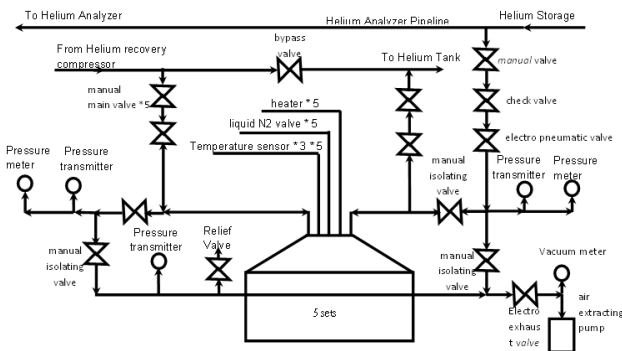 To Helium Analyzer
Helium Analyzer Pipeline
Helium Storage
From Helium recovery
compressor
bypass
valve
To Helium Tank
manual valve
manual
main valve *5
heater *5
check valve
liquid N2 valve *5
electro pneumatic valve
Temperature sensor *3 *5
Pressure
meter
Pressure
transmitter
manual
isolating
valve
Pressure
transmitter
Pressure
meter
manual
isolating
valve
Pressure
transmitter
Relief
Valve
manual
isolating
valve
Vacuum meter
5sets
Electro
exhaus
t valve
air
extracting
pump